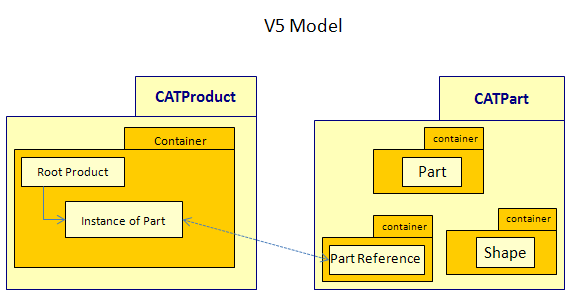 V5 Model
CATProduct
Container
Root Product
Instance of Part
CATPart
container
Part
container
Part Reference
container
Shape